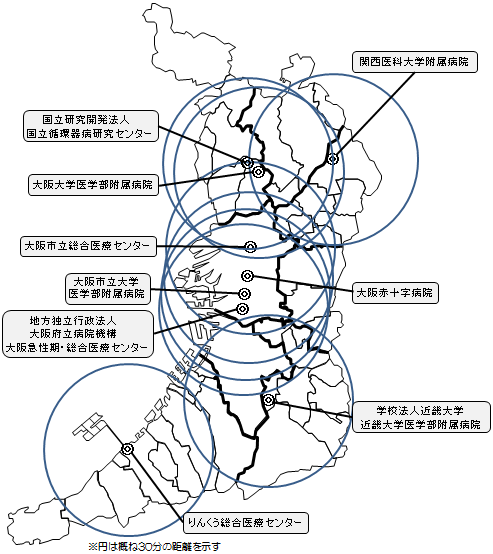 関西医科大学附属病院
国立研究開発法人
国立循環器病研究センター
大阪大学医学部附属病院
大阪市立総合医療センター
大阪市立大学
医学部附属病院
大阪赤十字病院
地方独立行政法人
大阪府立病院機構
大阪急性期・総合医療センター
学校法人近畿大学
近畿大学医学部附属病院
りんくう総合医療センター
※円は概ね30分の距離を示す